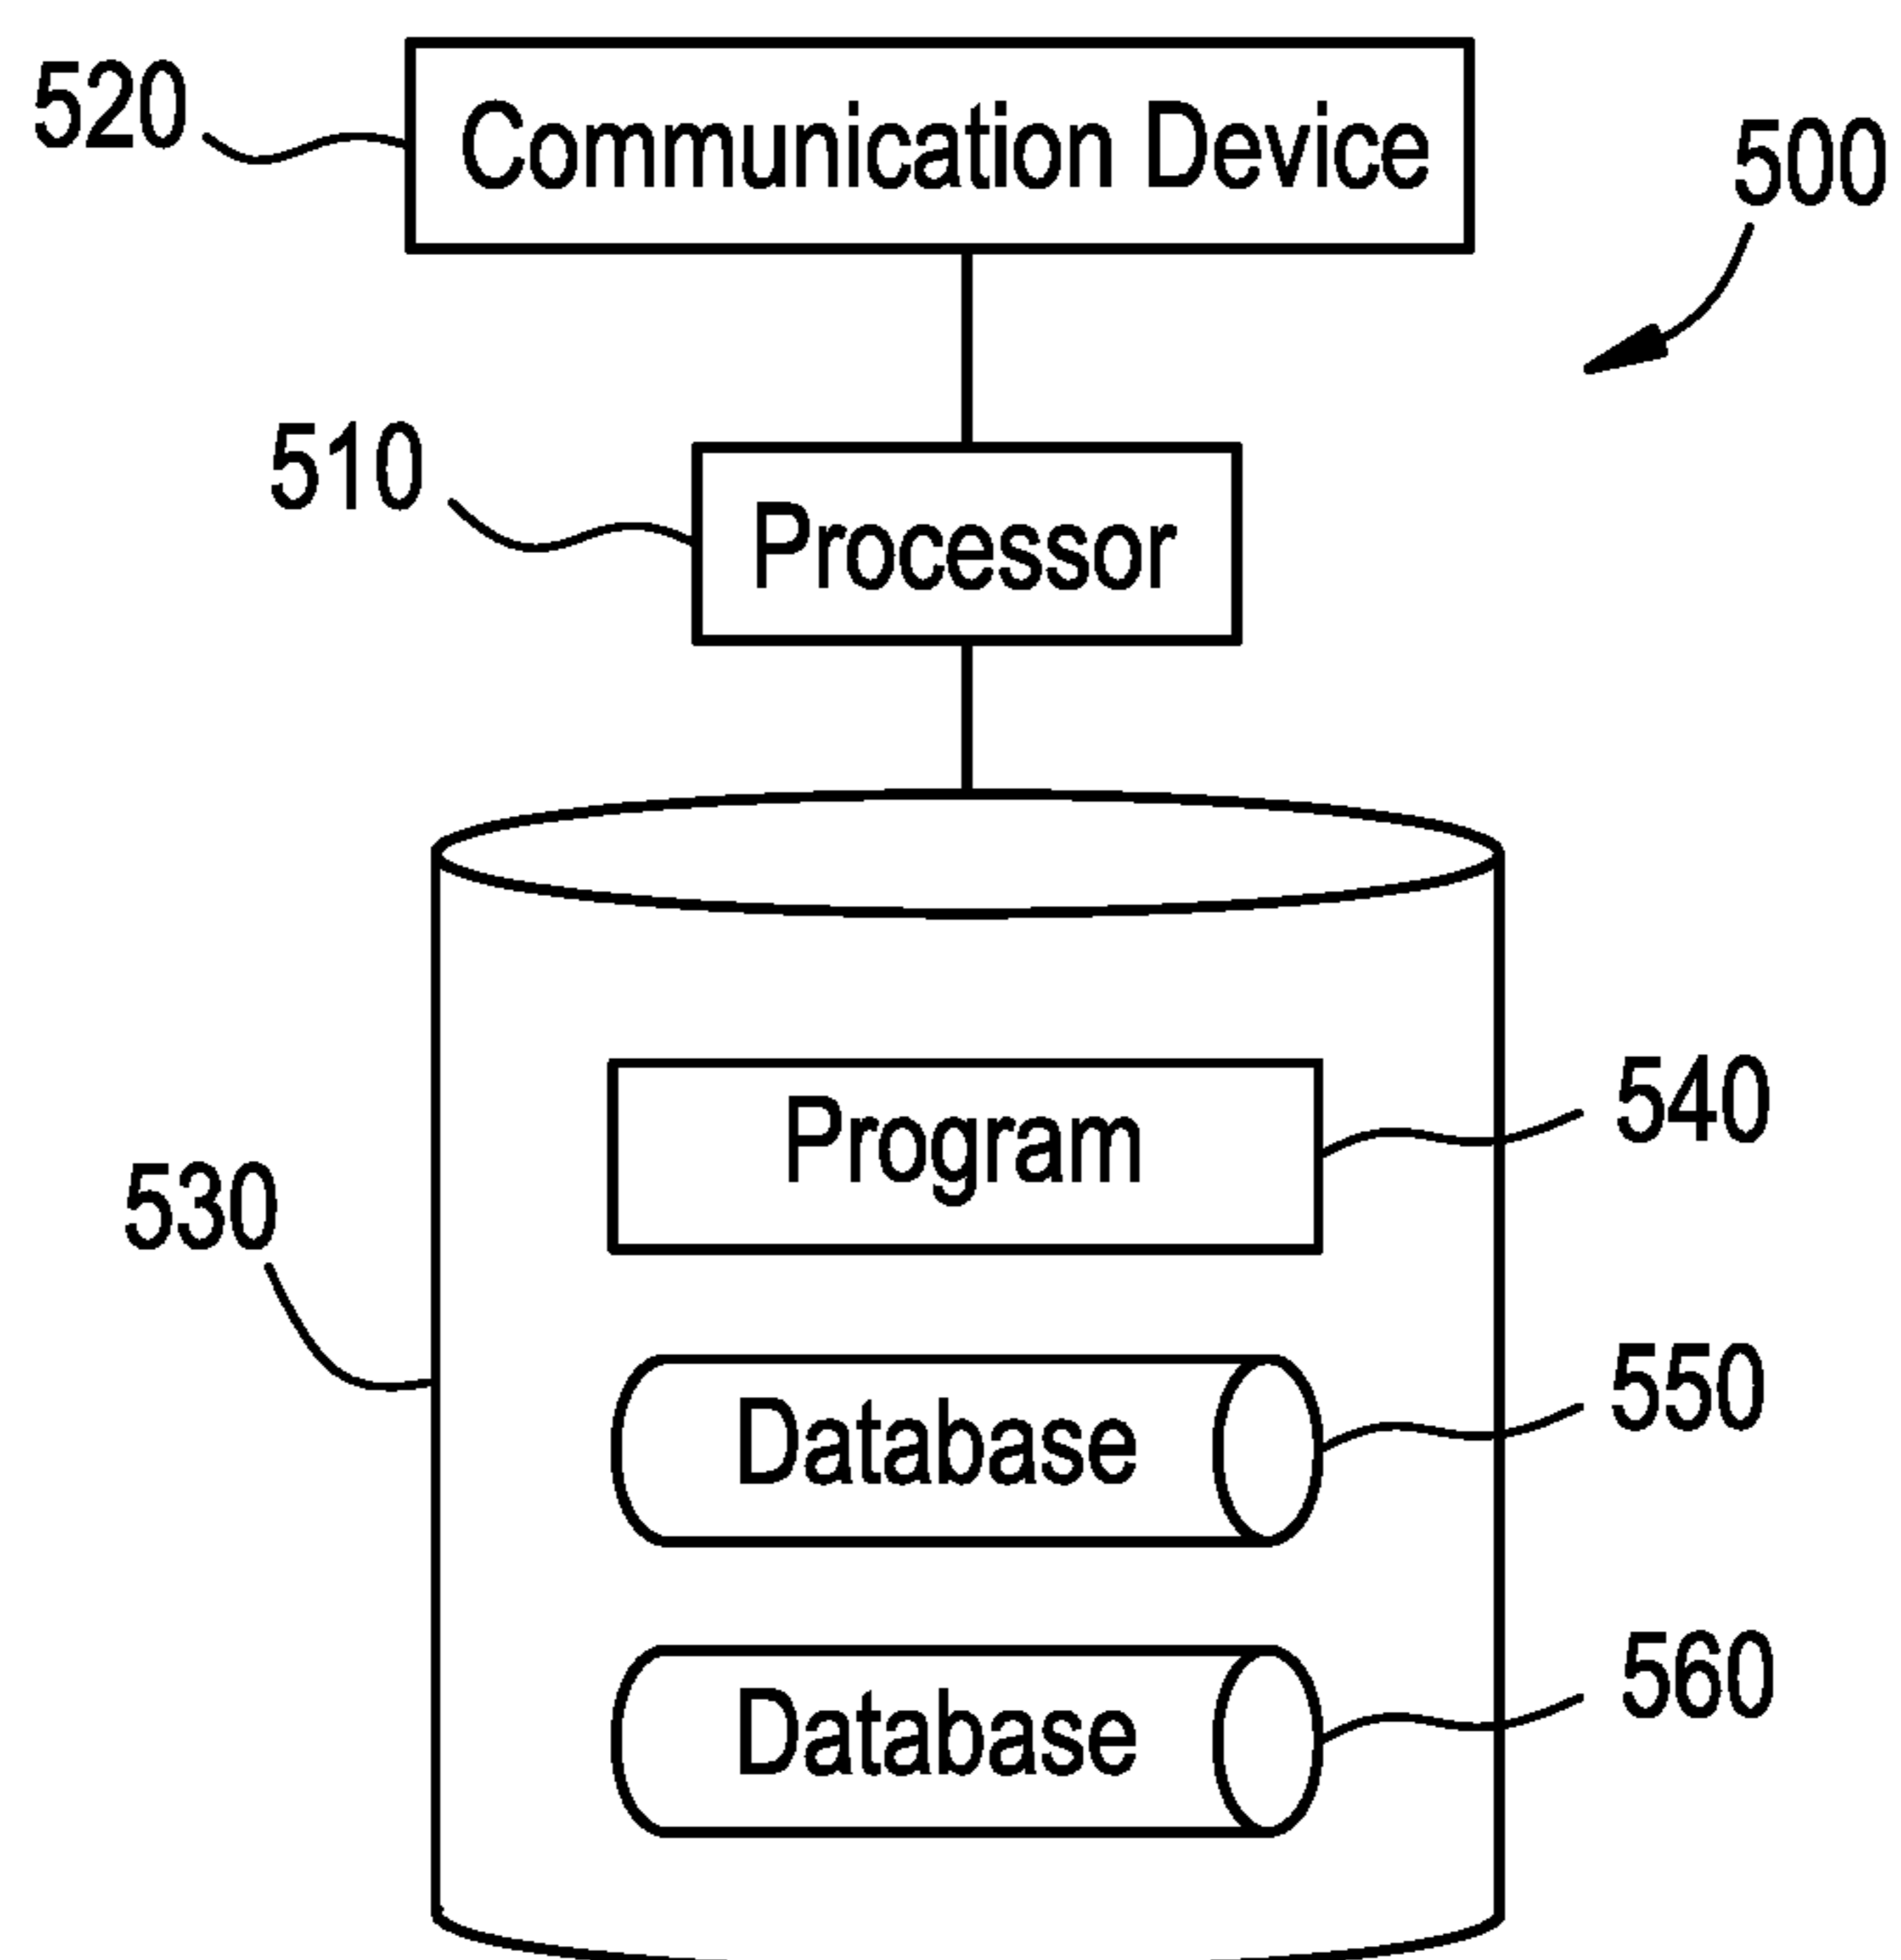 520
Communication Device
500
510
Processor
Program
540
530
Database
550
Database
560